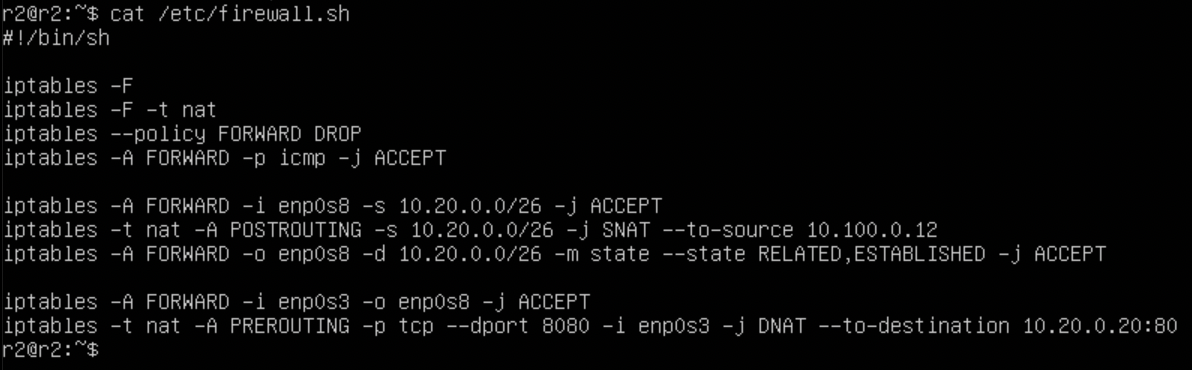 r2@r2:~$ cat /etc/firewall.sh
#!/bin/sh
iptables -F
iptables -F -t nat
iptables --policy FORWARD DROP
iptables -A FORWARD -p icmp -j ACCEPT
iptables -A FORWARD -i enp0s8 -s 10.20.0.0/26 -j ACCEPT
iptables -t nat -A POSTROUTING -s 10.20.0.0/26 -j SNAT --to-source 10.100.0.12
iptables -A FORWARD -o enp0s8 -d 10.20.0.0/26 -m state --state RELATED,ESTABLISHED -j ACCEPT
iptables -A FORWARD -i enp0s3 -o enp0s8 -j ACCEPT
iptables -t nat -A PREROUTING -p tcp --dport 8080 -i enp0s3 -j DNAT --to-destination 10.20.0.20:80
r2@r2:~$